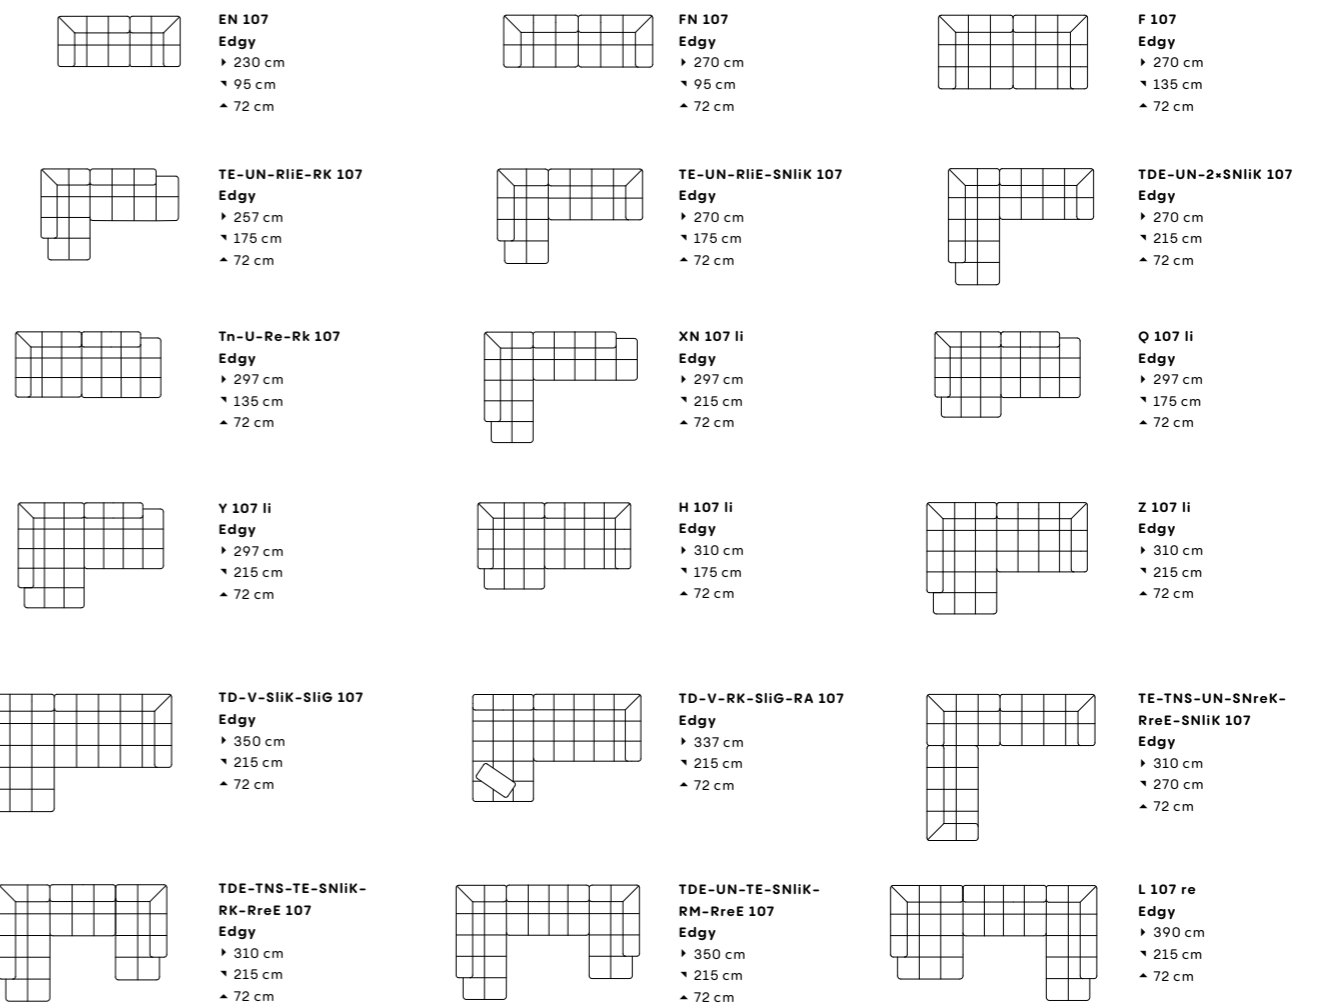 EN 107
Edgy
230 cm
95 cm
72 cm
FN 107
Edgy
270 cm
95 cm
72 cm
F 107
Edgy
270 cm
135 cm
72 cm
TE-UN-RliE-RK 107
Edgy
257 cm
175 cm
72 cm
TE-UN-RliE-SNliK 107
Edgy
270 cm
175 cm
72 cm
TDE-UN-2×SNliK 107
Edgy
270 cm
215 cm
72 cm
Tn-U-Re-Rk 107
Edgy
297 cm
135 cm
72 cm
XN 107 li
Edgy
297 cm
215 cm
72 cm
Q 107 li
Edgy
297 cm
175 cm
72 cm
Y 107 li
Edgy
297 cm
215 cm
72 cm
H 107 li
Edgy
310 cm
175 cm
72 cm
Z 107 li
Edgy
310 cm
215 cm
72 cm
TD-V-SliK-SliG 107
Edgy
350 cm
215 cm
72 cm
TD-V-RK-SliG-RA 107
Edgy
337 cm
215 cm
72 cm
TE-TNS-UN-SNreK-
RreE-SNliK 107
Edgy
310 cm
270 cm
72 cm
TDE-TNS-TE-SNliK-
RK-RreE 107
Edgy
310 cm
215 cm
72 cm
TDE-UN-TE-SNliK-
RM-RreE 107
Edgy
350 cm
215 cm
72 cm
L 107 re
Edgy
390 cm
215 cm
72 cm